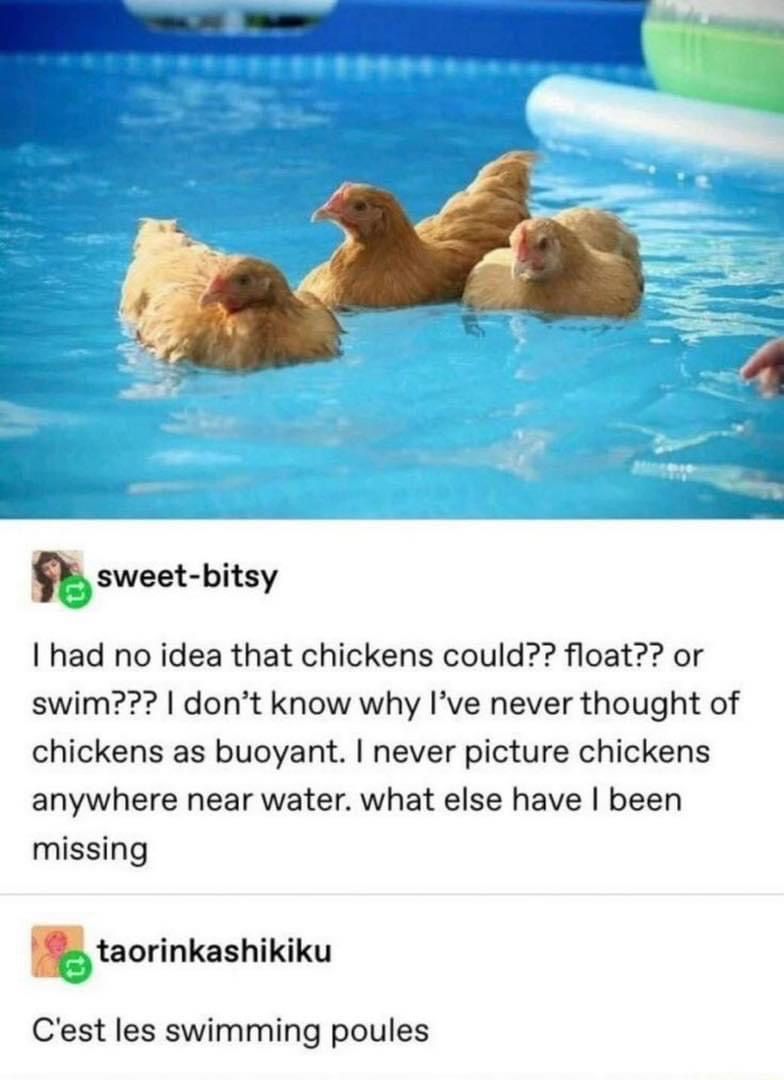 sweet-bitsy
I had no idea that chickens could?? float?? or
swim??? I don’t know why I’ve never thought of
chickens as buoyant. I never picture chickens
anywhere near water. what else have I been
missing
taorinkashikiku
C'est les swimming poules